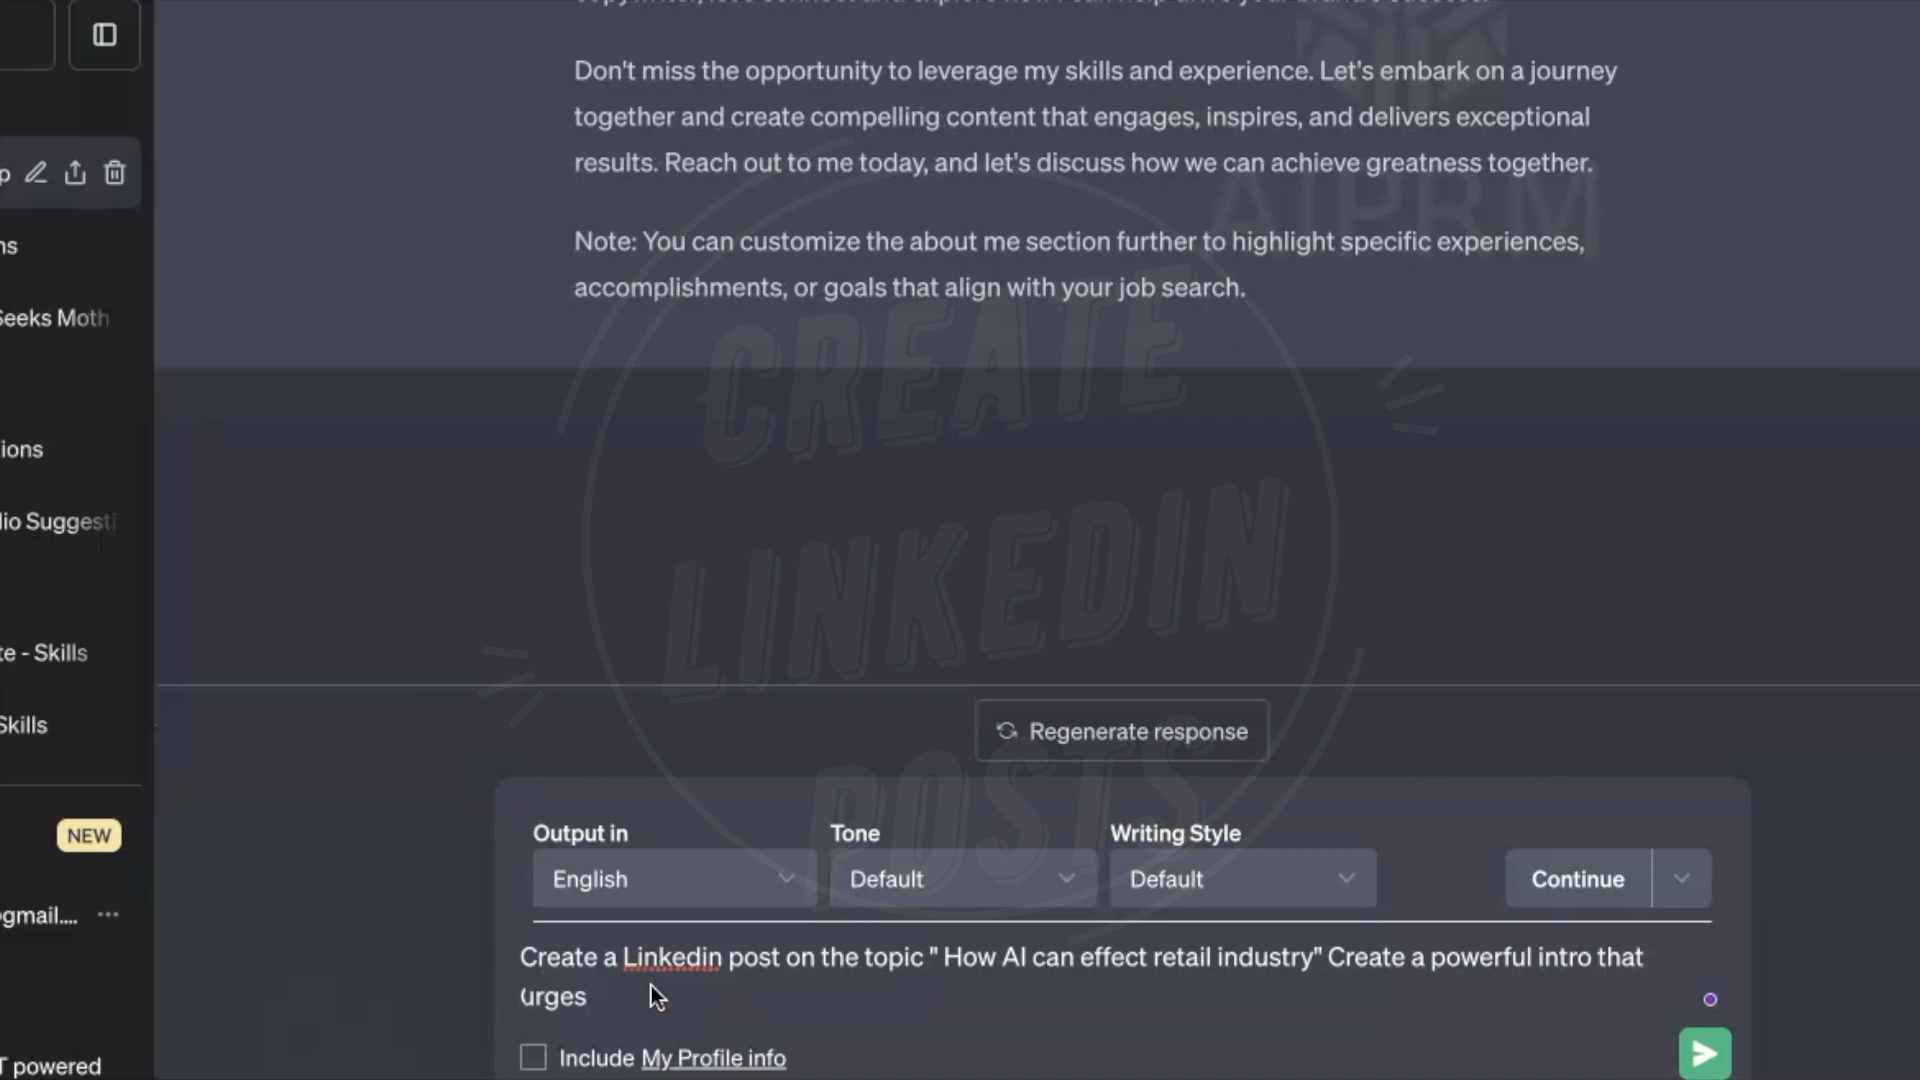 Don't miss the opportunity to leverage my skills and experience. Let's embark on a journey
together and create compelling content that engages, inspires, and delivers exceptional
results. Reach out to me today, and let's discuss how we can achieve greatness together.
AIPRM
Note: You can customize the about me section further to highlight specific experiences,
accomplishments, or goals that align with your job search.
p
ns
Seeks Moth
ions
lio Suggesti
te - Skills
Skills
NEW
gmail....
T powered
CREATE
LINKEDIN
POSTS
Regenerate response
Output in
Tone
Writing Style
English
Default
Default
Continue
Create a Linkedin post on the topic " How AI can effect retail industry" Create a powerful intro that
urges
Include My Profile info